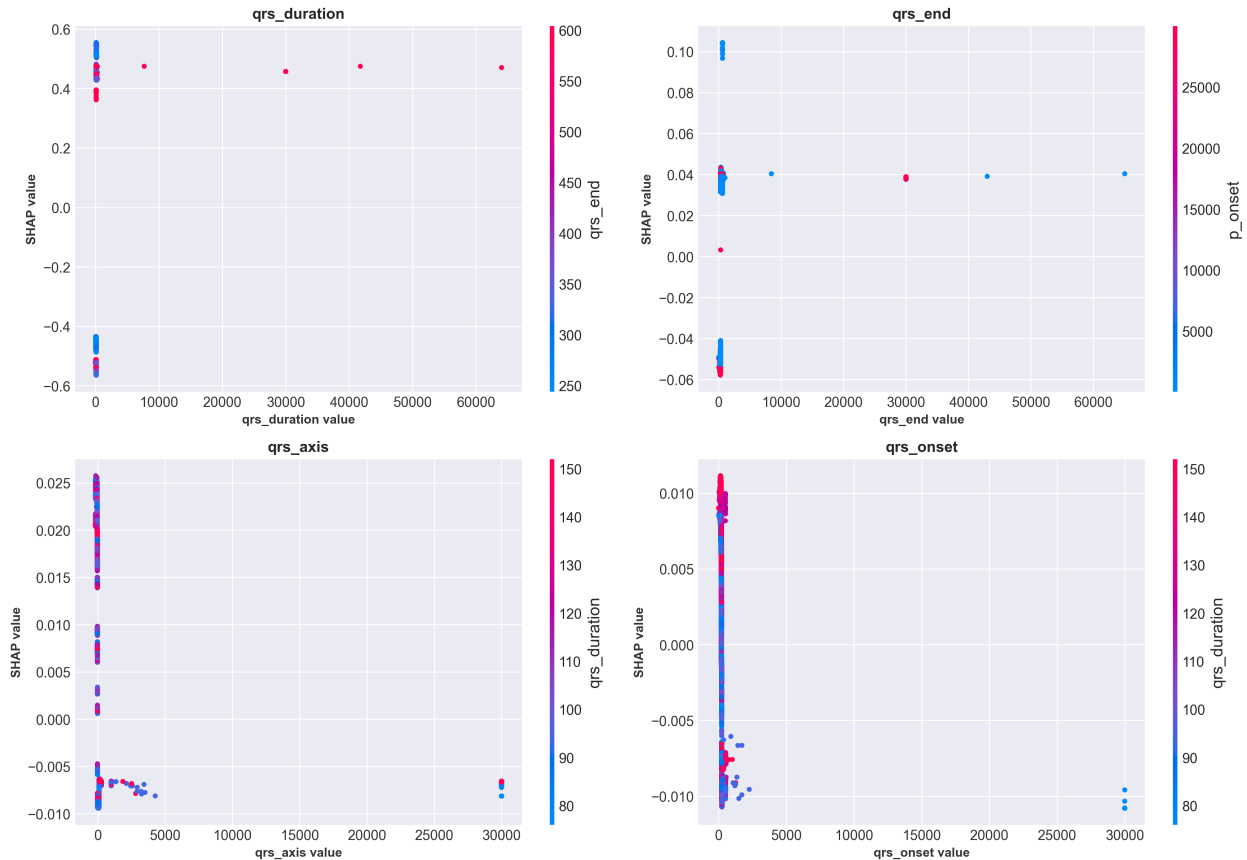 qrs_duration
0.6
0.4
0.2
0.0
−0.2
−0.4
−0.6
SHAP value
0 10000 20000 30000 40000 50000 60000
qrs_duration value
600
550
500
450
400
350
300
250
qrs_end
qrs_end
0.10
0.08
0.06
0.04
0.02
0.00
−0.02
−0.04
−0.06
SHAP value
0 10000 20000 30000 40000 50000 60000
qrs_end value
25000
20000
15000
10000
5000
p_onset
qrs_axis
0.025
0.020
0.015
0.010
0.005
0.000
−0.005
−0.010
SHAP value
0 5000 10000 15000 20000 25000 30000
qrs_axis value
150
140
130
120
110
100
90
80
qrs_duration
qrs_onset
0.010
0.005
0.000
−0.005
−0.010
SHAP value
0 5000 10000 15000 20000 25000 30000
qrs_onset value
150
140
130
120
110
100
90
80
qrs_duration